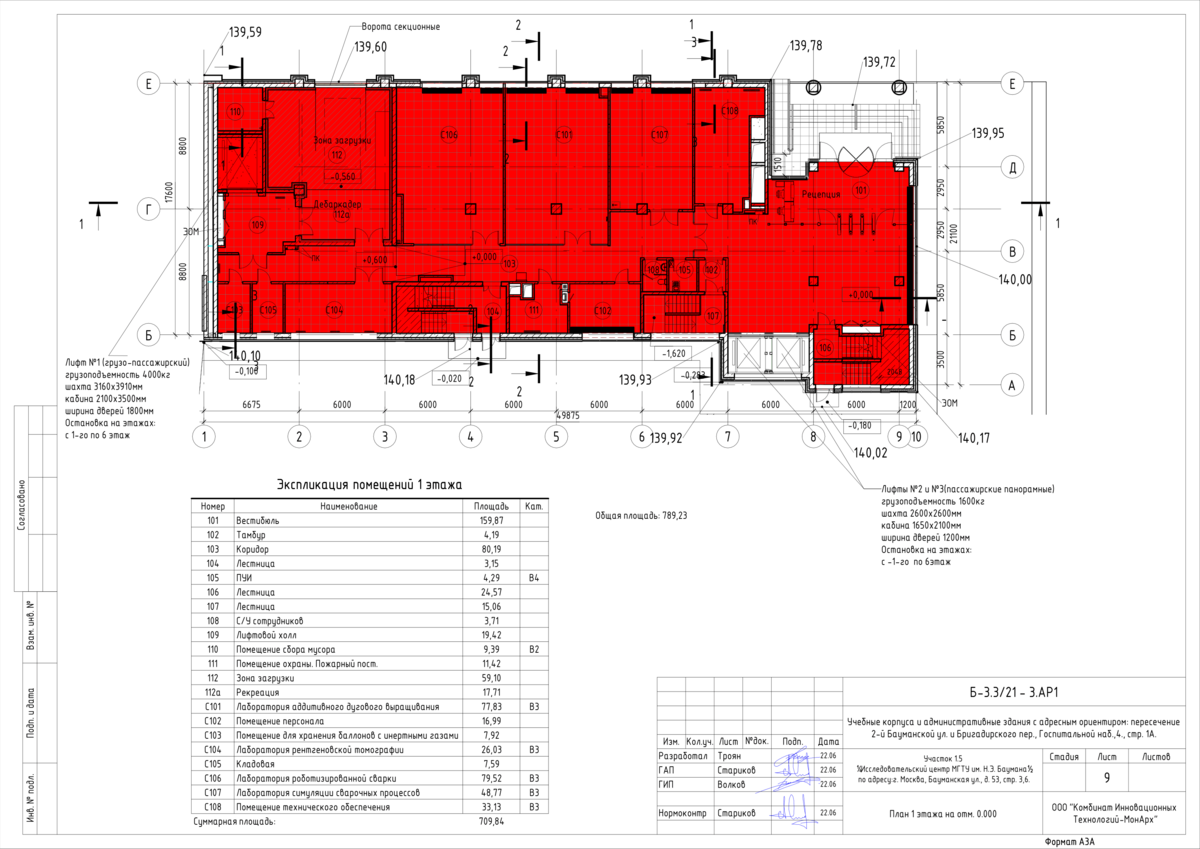 139,59
Ворота секционные
139,60
2
2
1
3
139,78
139,72
1
Е
Е
5850
110
С106
С101
С107
С108
139,95
8800
Зона загрузки
112
-0,560
2
1510
Д
17600
Рецепция
101
2950
Г
Дебаркадер
112а
109
1
1
ЗОМ
ПК
ПК
2950
21100
В
+0,600
+0,000
103
108
105
102
140,00
8800
+0,000
5850
3
С103
С105
С104
104
111
С102
107
Б
Б
106
3500
140,10
-0,100
3
140,18
-0,020
2
2
-1,620
139,93
-0,283
1
А
ЗОМ
Лифт №1 (грузо-пассажирский)
грузоподъемность 4000кг
шахта 3160х3910мм
кабина 2100х3500мм
ширина дверей 1800мм
Остановка на этажах:
с 1-го по 6 этаж
6675
6000
6000
6000
6000
6000
6000
6000
1200
49875
-0,180
1
2
3
4
5
6
139,92
7
8
9
10
140,02
140,17
Лифты №2 и №3(пассажирские панорамные)
грузоподъемность 1600кг
шахта 2600х2600мм
кабина 1650х2100мм
ширина дверей 1200мм
Остановка на этажах:
с -1-го по 6этаж
Экспликация помещений 1 этажа
Номер Наименование Площадь Кат.
101 Вестибюль 159,87
102 Тамбур 4,19
103 Коридор 80,19
104 Лестница 3,15
105 ПУИ 4,29 В4
106 Лестница 24,57
107 Лестница 15,06
108 С/У сотрудников 3,71
109 Лифтовой холл 19,42
110 Помещение сбора мусора 9,39 В2
111 Помещение охраны. Пожарный пост. 11,42
112 Зона загрузки 59,10
112а Рекреация 17,71
С101 Лаборатория аддитивного дугового выращивания 77,83 В3
С102 Помещение персонала 16,99
С103 Помещение для хранения баллонов с инертными газами 7,92
С104 Лаборатория рентгеновской томографии 26,03 В3
С105 Кладовая 7,59
С106 Лаборатория роботизированной сварки 79,52 В3
С107 Лаборатория симуляции сварочных процессов 48,77 В3
С108 Помещение технического обеспечения 33,13 В3
Суммарная площадь: 709,84
Общая площадь: 789,23
Согласовано
Взам. инв. №
Подп. и дата
Инв. № подл.
Б-3.3/21 - 3.АР1
Учебные корпуса и административные здания с адресным ориентиром: пересечение
2-й Бауманской ул. и Бригадирского пер., Госпитальной наб.,4., стр. 1А.
Изм. Кол.уч. Лист №док. Подп. Дата
Разработал Троян 22.06
ГАП Стариков 22.06
ГИП Волков 22.06
Нормоконтр Стариков 22.06
Участок 1.5
½Исследовательский центр МГТУ им. Н.Э. Баумана½
по адресу:г. Москва, Бауманская ул., д. 53, стр. 3,6.
Стадия Лист Листов
9
План 1 этажа на отм. 0.000
ООО "Комбинат Инновационных
Технологий-МонАрх"
Формат А3А